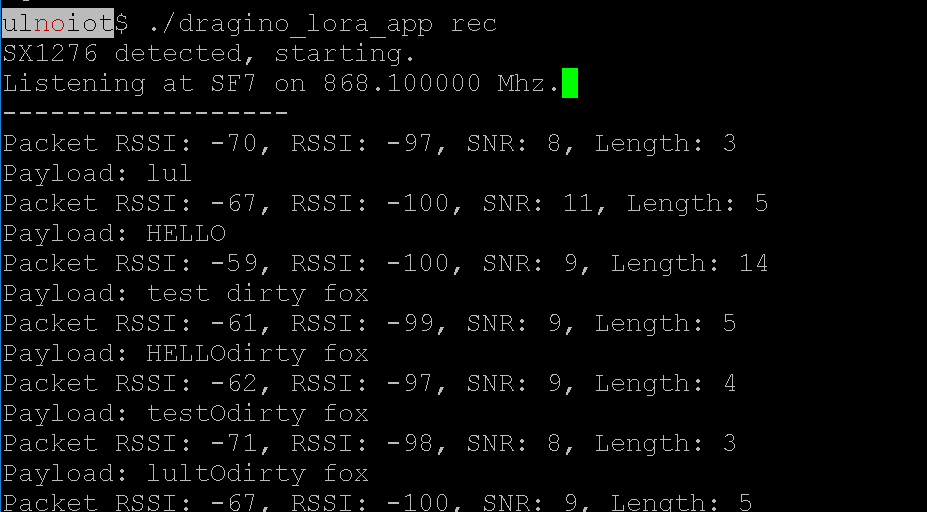 ulnoiot$ ./dragino_lora_app rec
SX1276 detected, starting.
Listening at SF7 on 868.100000 Mhz.
------------------
Packet RSSI: -70, RSSI: -97, SNR: 8, Length: 3
Payload: lul
Packet RSSI: -67, RSSI: -100, SNR: 11, Length: 5
Payload: HELLO
Packet RSSI: -59, RSSI: -100, SNR: 9, Length: 14
Payload: test dirty fox
Packet RSSI: -61, RSSI: -99, SNR: 9, Length: 5
Payload: HELLOdirty fox
Packet RSSI: -62, RSSI: -97, SNR: 9, Length: 4
Payload: testOdirty fox
Packet RSSI: -71, RSSI: -98, SNR: 8, Length: 3
Payload: lultOdirty fox
Packet RSSI: -67, RSSI: -100, SNR: 9, Length: 5